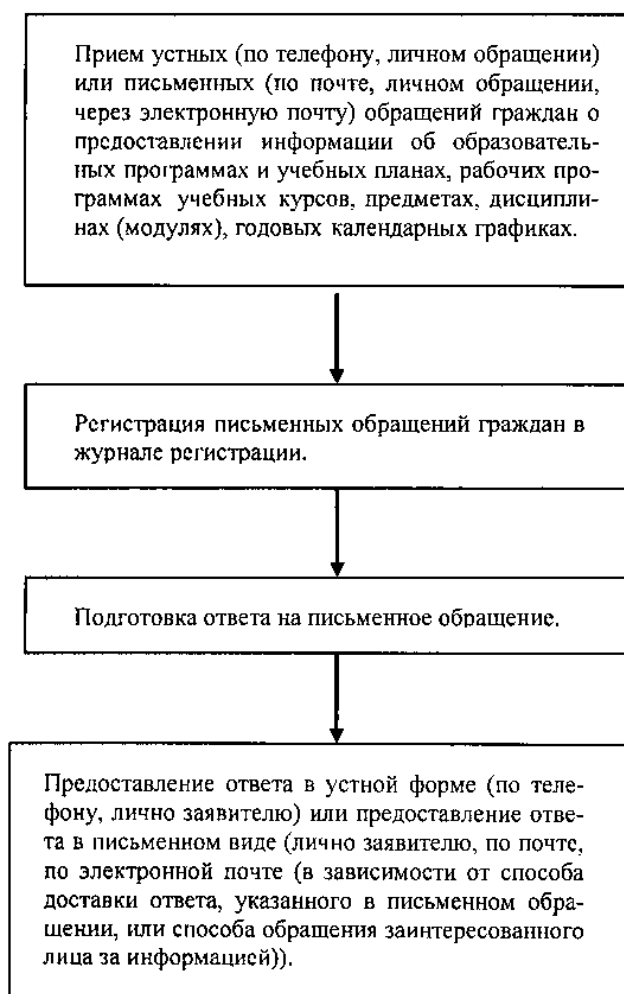 Прием устных (по телефону, личном обращении)
или письменных (по почте, личном обращении,
через электронную почту) обращений граждан о
предоставлении информации об образователь-
ных программах и учебных планах, рабочих про-
граммах учебных курсов, предметах, дисципли-
нах (модулях), годовых календарных графиках.
Регистрация письменных обращений граждан в
журнале регистрации.
Подготовка ответа на письменное обращение.
Предоставление ответа в устной форме (по теле-
фону, лично заявителю) или предоставление отве-
та в письменном виде (лично заявителю, по почте,
по электронной почте (в зависимости от способа
доставки ответа, указанного в письменном обра-
щении, или способа обращения заинтересованного
лица за информацией)).